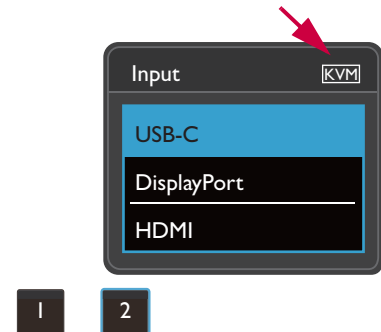 Input KVM
USB-C
DisplayPort
HDMI
1 2